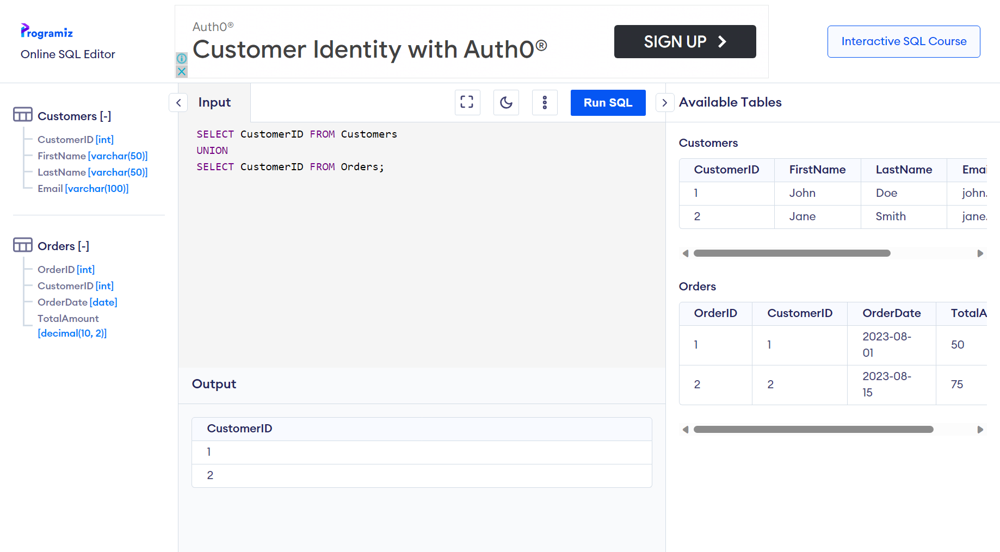 Programiz
Online SQL Editor
Auth0®
Customer Identity with Auth0®
SIGN UP
Interactive SQL Course
Customers [-]
CustomerID [int]
FirstName [varchar(50)]
LastName [varchar(50)]
Email [varchar(100)]
Orders [-]
OrderID [int]
CustomerID [int]
OrderDate [date]
TotalAmount
[decimal(10, 2)]
Input
Run SQL
SELECT CustomerID FROM Customers
UNION
SELECT CustomerID FROM Orders;
Output
CustomerID
1
2
Available Tables
Customers
CustomerID FirstName LastName Emai
1 John Doe john.
2 Jane Smith jane.
Orders
OrderID CustomerID OrderDate TotalA
1 1 2023-08-
01 50
2 2 2023-08-
15 75